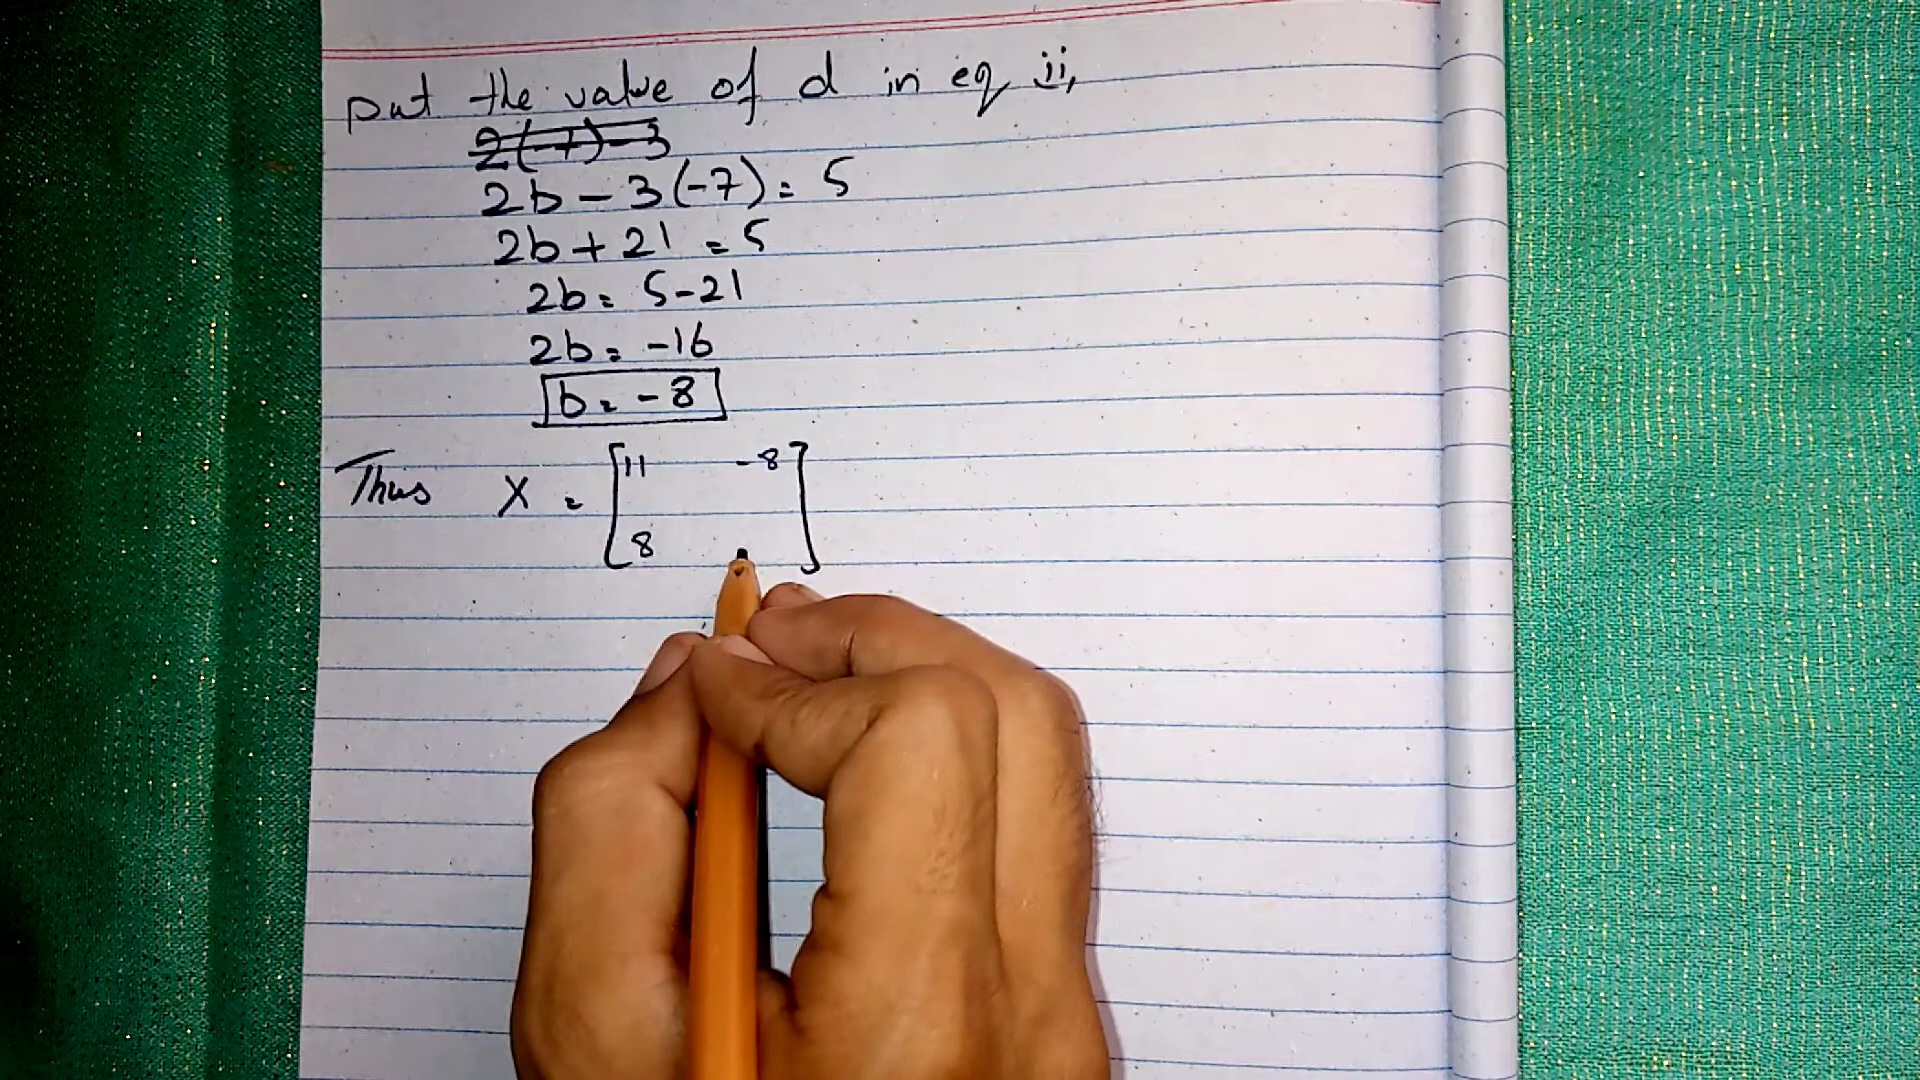 put the value of d in eq ii,
2(-7)-3
2b - 3(-7) = 5
2b + 21 = 5
2b = 5-21
2b = -16
b = -8
Thus X = [11 -8
8 ]